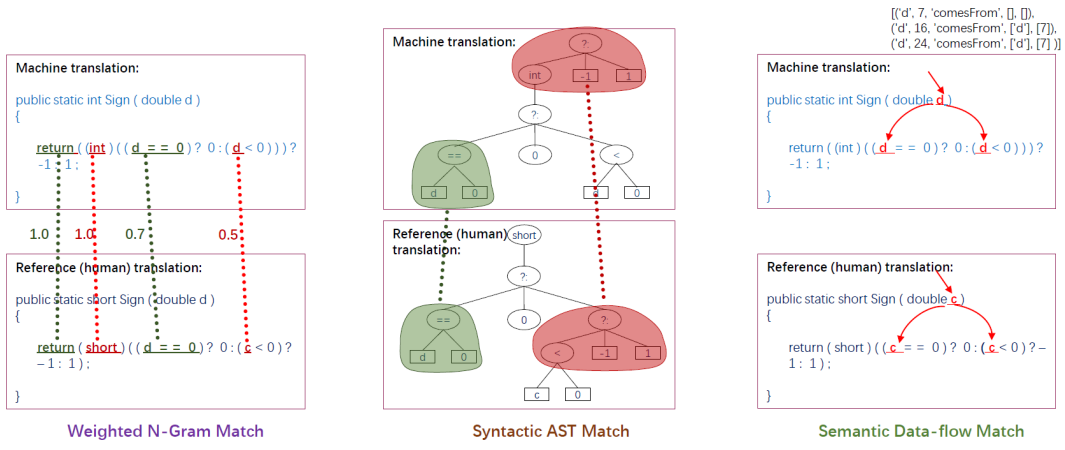 [('d', 7, 'comesFrom', [], []),
('d', 16, 'comesFrom', ['d'], [7]),
('d', 24, 'comesFrom', ['d'], [7] )]
Machine translation:
public static int Sign ( double d )
{
return ( (int ) ( ( d == 0 ) ? 0 : ( d < 0 ) ) ) ?
-1 : 1 ;
}
1.0
1.0
0.7
0.5
Reference (human) translation:
public static short Sign ( double d )
{
return ( short ) ( ( d == 0 ) ? 0 : ( c < 0 ) ?
– 1 : 1 ) ;
}
Weighted N-Gram Match
Machine translation:
?:
int
-1
1
?:
==
0
<
d
0
d
0
Reference (human)
translation:
short
?:
==
0
?:
d
0
<
-1
1
c
0
Syntactic AST Match
Machine translation:
public static int Sign ( double d )
{
return ( (int ) ( ( d == 0 ) ? 0 : ( d < 0 ) ) ) ?
-1 : 1 ;
}
Reference (human) translation:
public static short Sign ( double c )
{
return ( short ) ( ( c == 0 ) ? 0 : ( c < 0 ) ? –
1 : 1 ) ;
}
Semantic Data-flow Match